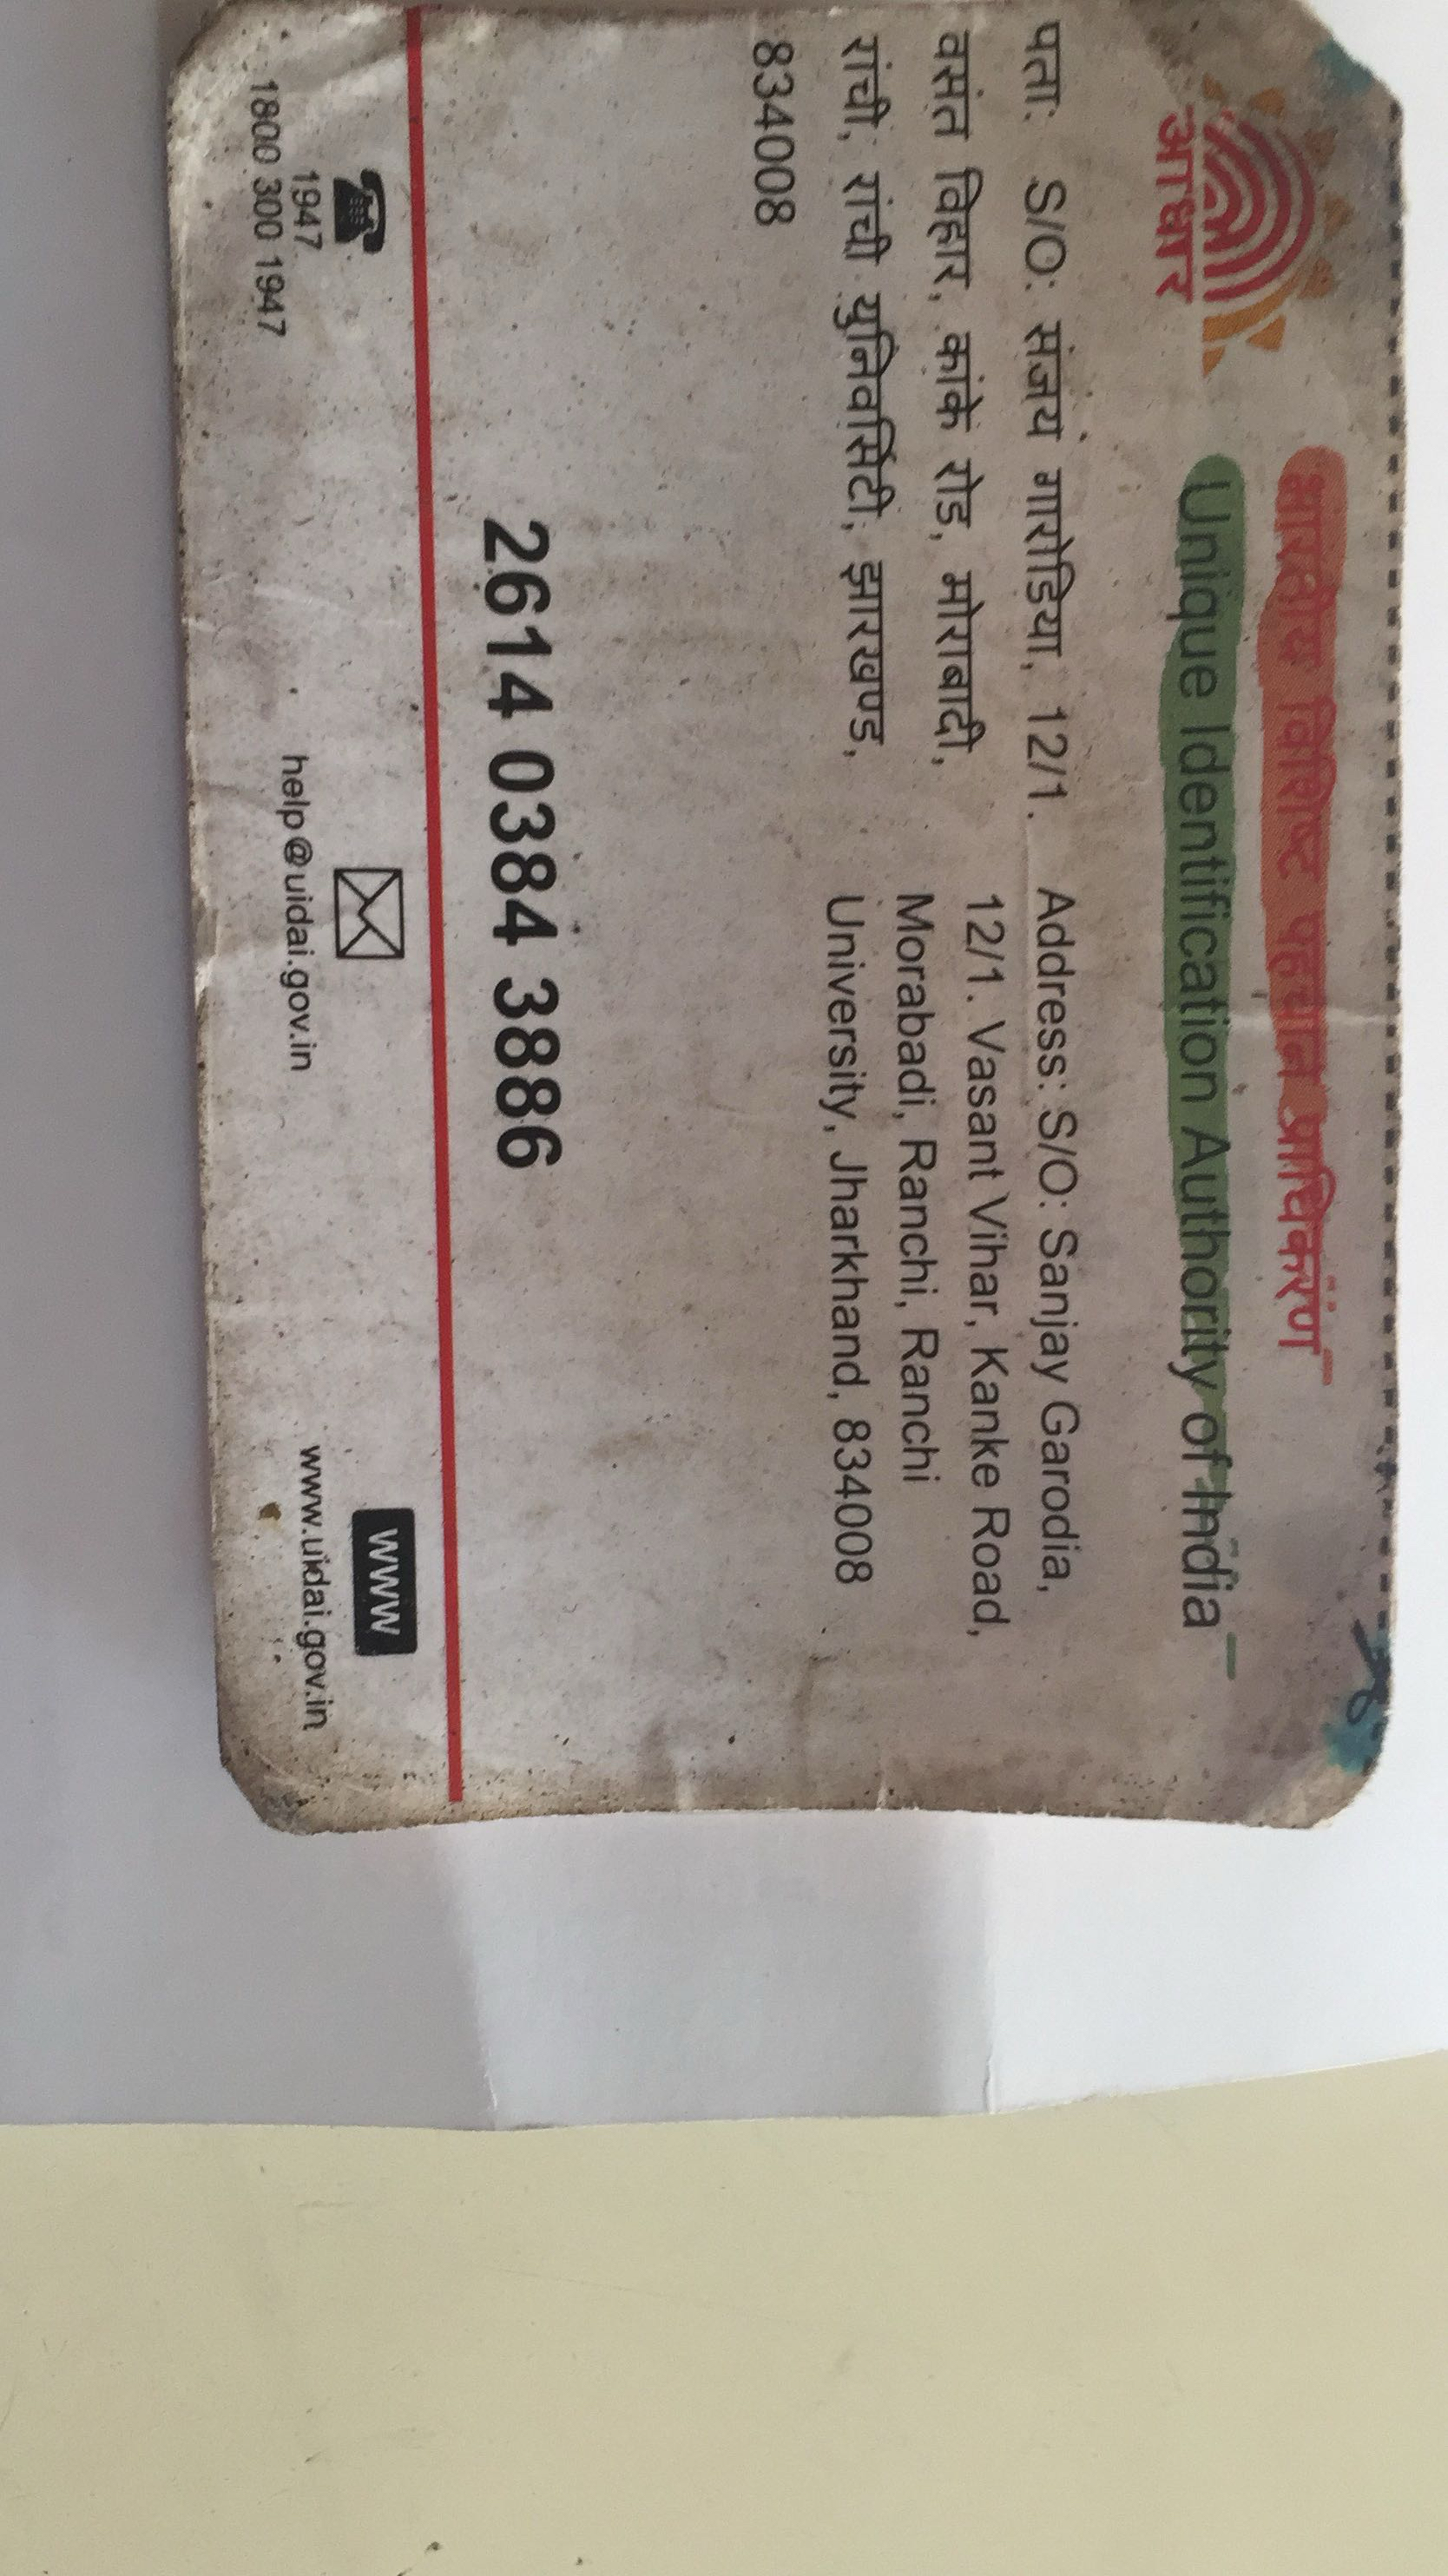 भारतीय विशिष्ट पहचान प्राधिकरण
Unique Identification Authority of India
आधार
पताः S/O: संजय गारोडिया, 12/1.
वसंत विहार, कांके रोड, मोराबादी,
रांची, रांची युनिवर्सिटी, झारखण्ड,
834008
Address: S/O: Sanjay Garodia,
12/1. Vasant Vihar, Kanke Road,
Morabadi, Ranchi, Ranchi
University, Jharkhand, 834008
2614 0384 3886
1947
1800 300 1947
help@uidai.gov.in
WWW
www.uidai.gov.in